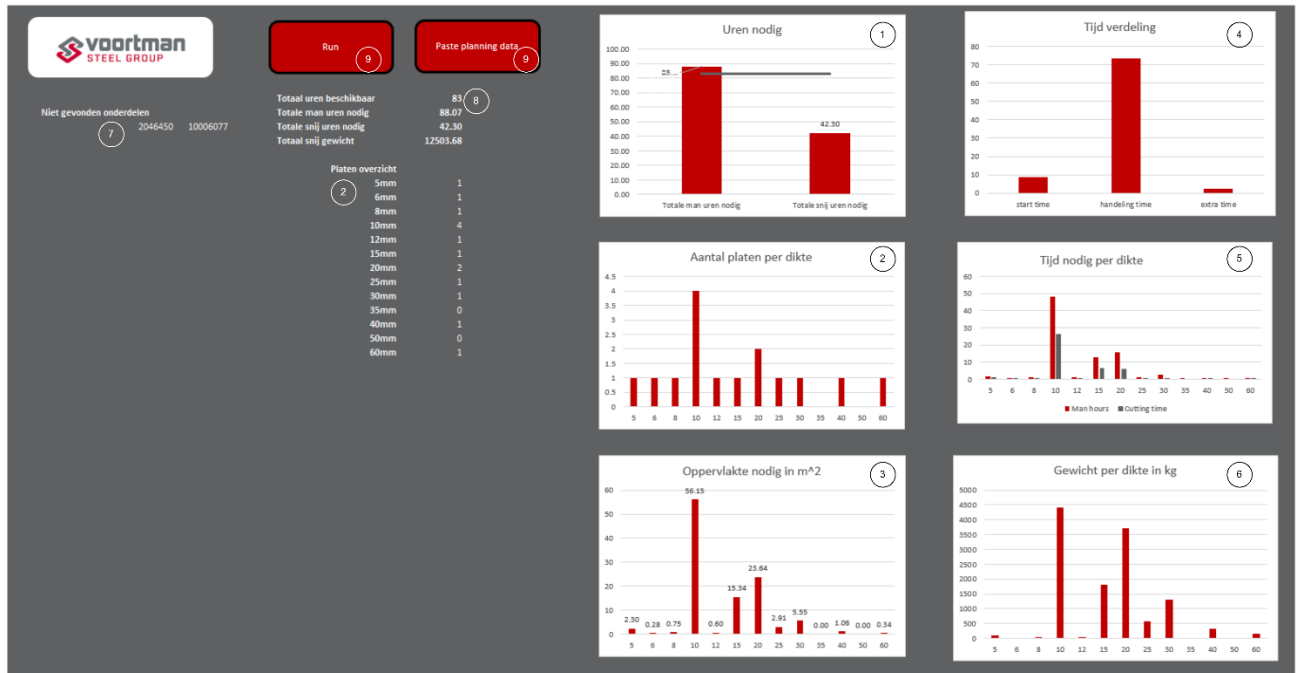 voortman
STEEL GROUP
Run
9
Paste planning data
9
Niet gevonden onderdelen
7
2046450 10006077
Totaal uren beschikbaar 83
8
Totale man uren nodig 88.07
Totale snij uren nodig 42.30
Totaal snij gewicht 12503.68
Platen overzicht
2
5mm 1
6mm 1
8mm 1
10mm 4
12mm 1
15mm 1
20mm 2
25mm 1
30mm 1
35mm 0
40mm 1
50mm 0
60mm 1
Uren nodig
1
100.00
90.00
80.00
70.00
60.00
50.00
40.00
30.00
20.00
10.00
0.00
42.30
Totale man uren nodig Totale snij uren nodig
Tijd verdeling
4
80
70
60
50
40
30
20
10
0
start time handeling time extra time
Aantal platen per dikte
2
4.5
4
3.5
3
2.5
2
1.5
1
0.5
0
5 6 8 10 12 15 20 25 30 35 40 50 60
Tijd nodig per dikte
5
60
50
40
30
20
10
0
5 6 8 10 12 15 20 25 30 35 40 50 60
Man hours Cutting time
Oppervlakte nodig in m^2
3
60
50
40
30
20
10
0
2.30 0.28 0.75 56.15 0.60 15.34 23.64 2.91 5.55 0.00 1.06 0.00 0.34
5 6 8 10 12 15 20 25 30 35 40 50 60
Gewicht per dikte in kg
6
5000
4500
4000
3500
3000
2500
2000
1500
1000
500
0
5 6 8 10 12 15 20 25 30 35 40 50 60